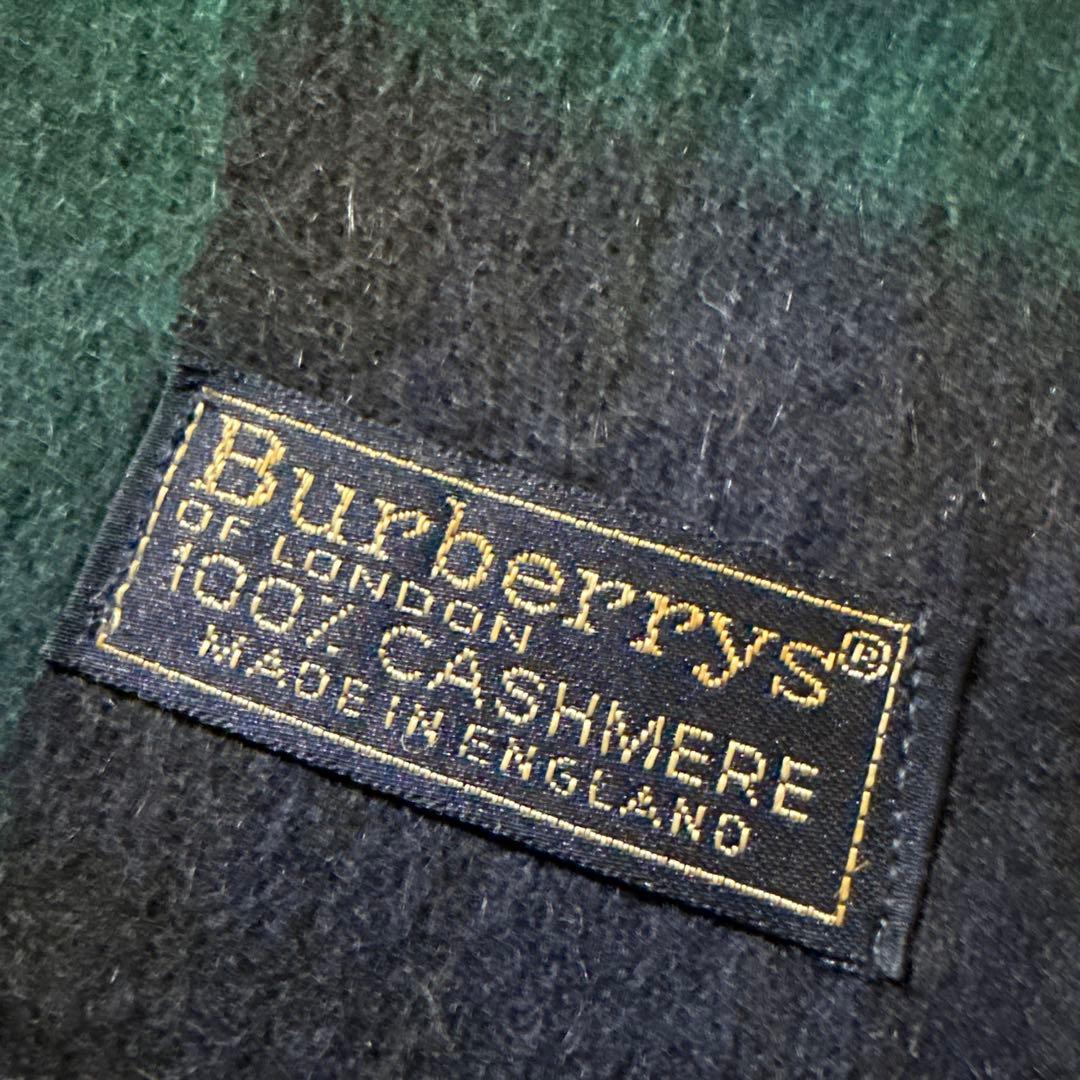 Burberrys®
OF LONDON
100% CASHMERE
MADE IN ENGLAND